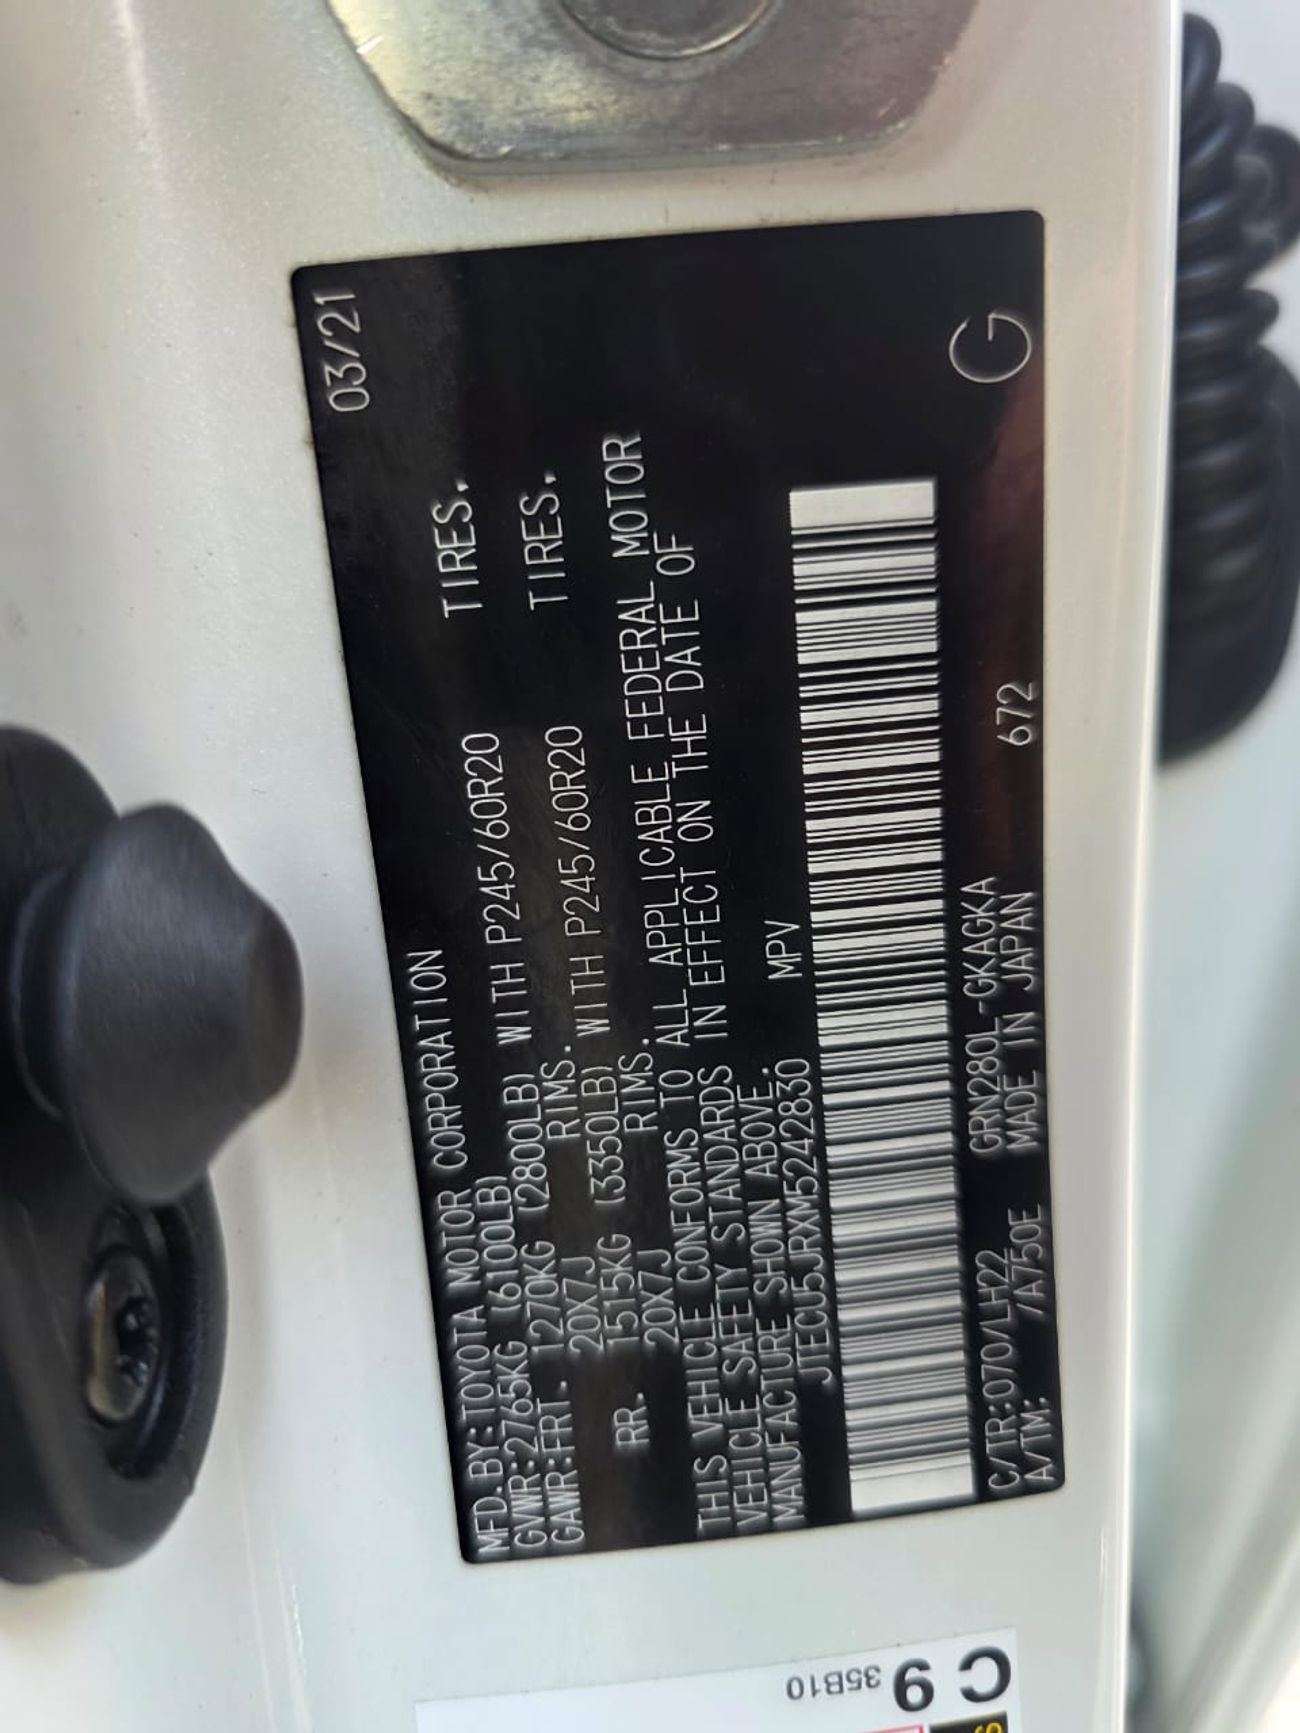 MFD.BY:TOYOTA MOTOR CORPORATION 03/21
GVWR:2765KG (6100LB)
GAWR:FRT. 1270KG (2800LB) WITH P245/60R20 TIRES,
20X7J RIMS.
RR. 1515KG (3350LB) WITH P245/60R20 TIRES,
20X7J RIMS.
THIS VEHICLE CONFORMS TO ALL APPLICABLE FEDERAL MOTOR
VEHICLE SAFETY STANDARDS IN EFFECT ON THE DATE OF
MANUFACTURE SHOWN ABOVE.
JTECU5JRXM5242830 MPV
C/TR:070/LH22 GRN280L-GKAGKA
A/TM: /A750E MADE IN JAPAN 672
G
C 9
35B10